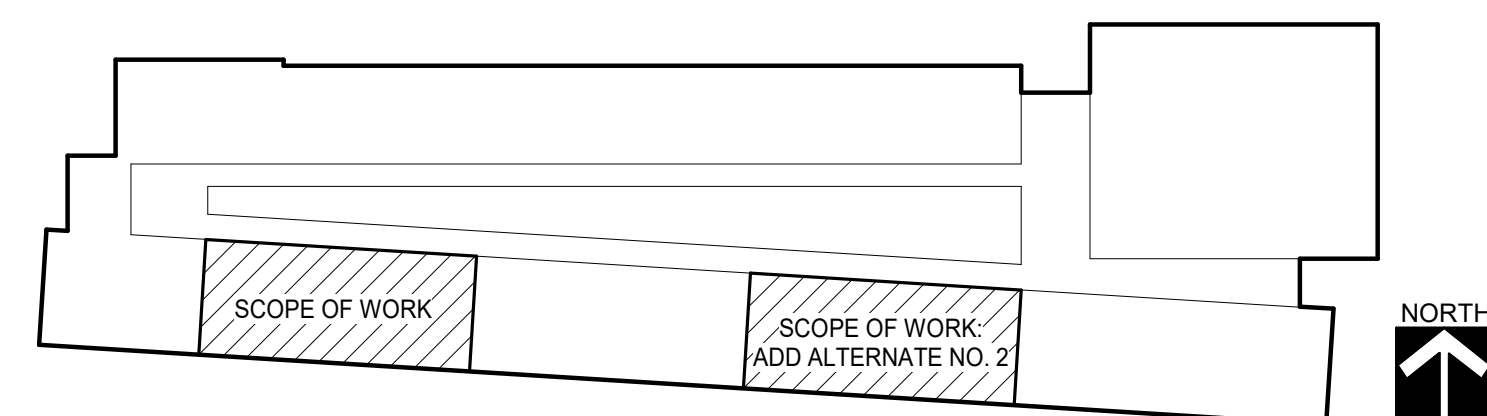 SCOPE OF WORK
SCOPE OF WORK:
ADD ALTERNATE NO. 2
NORTH